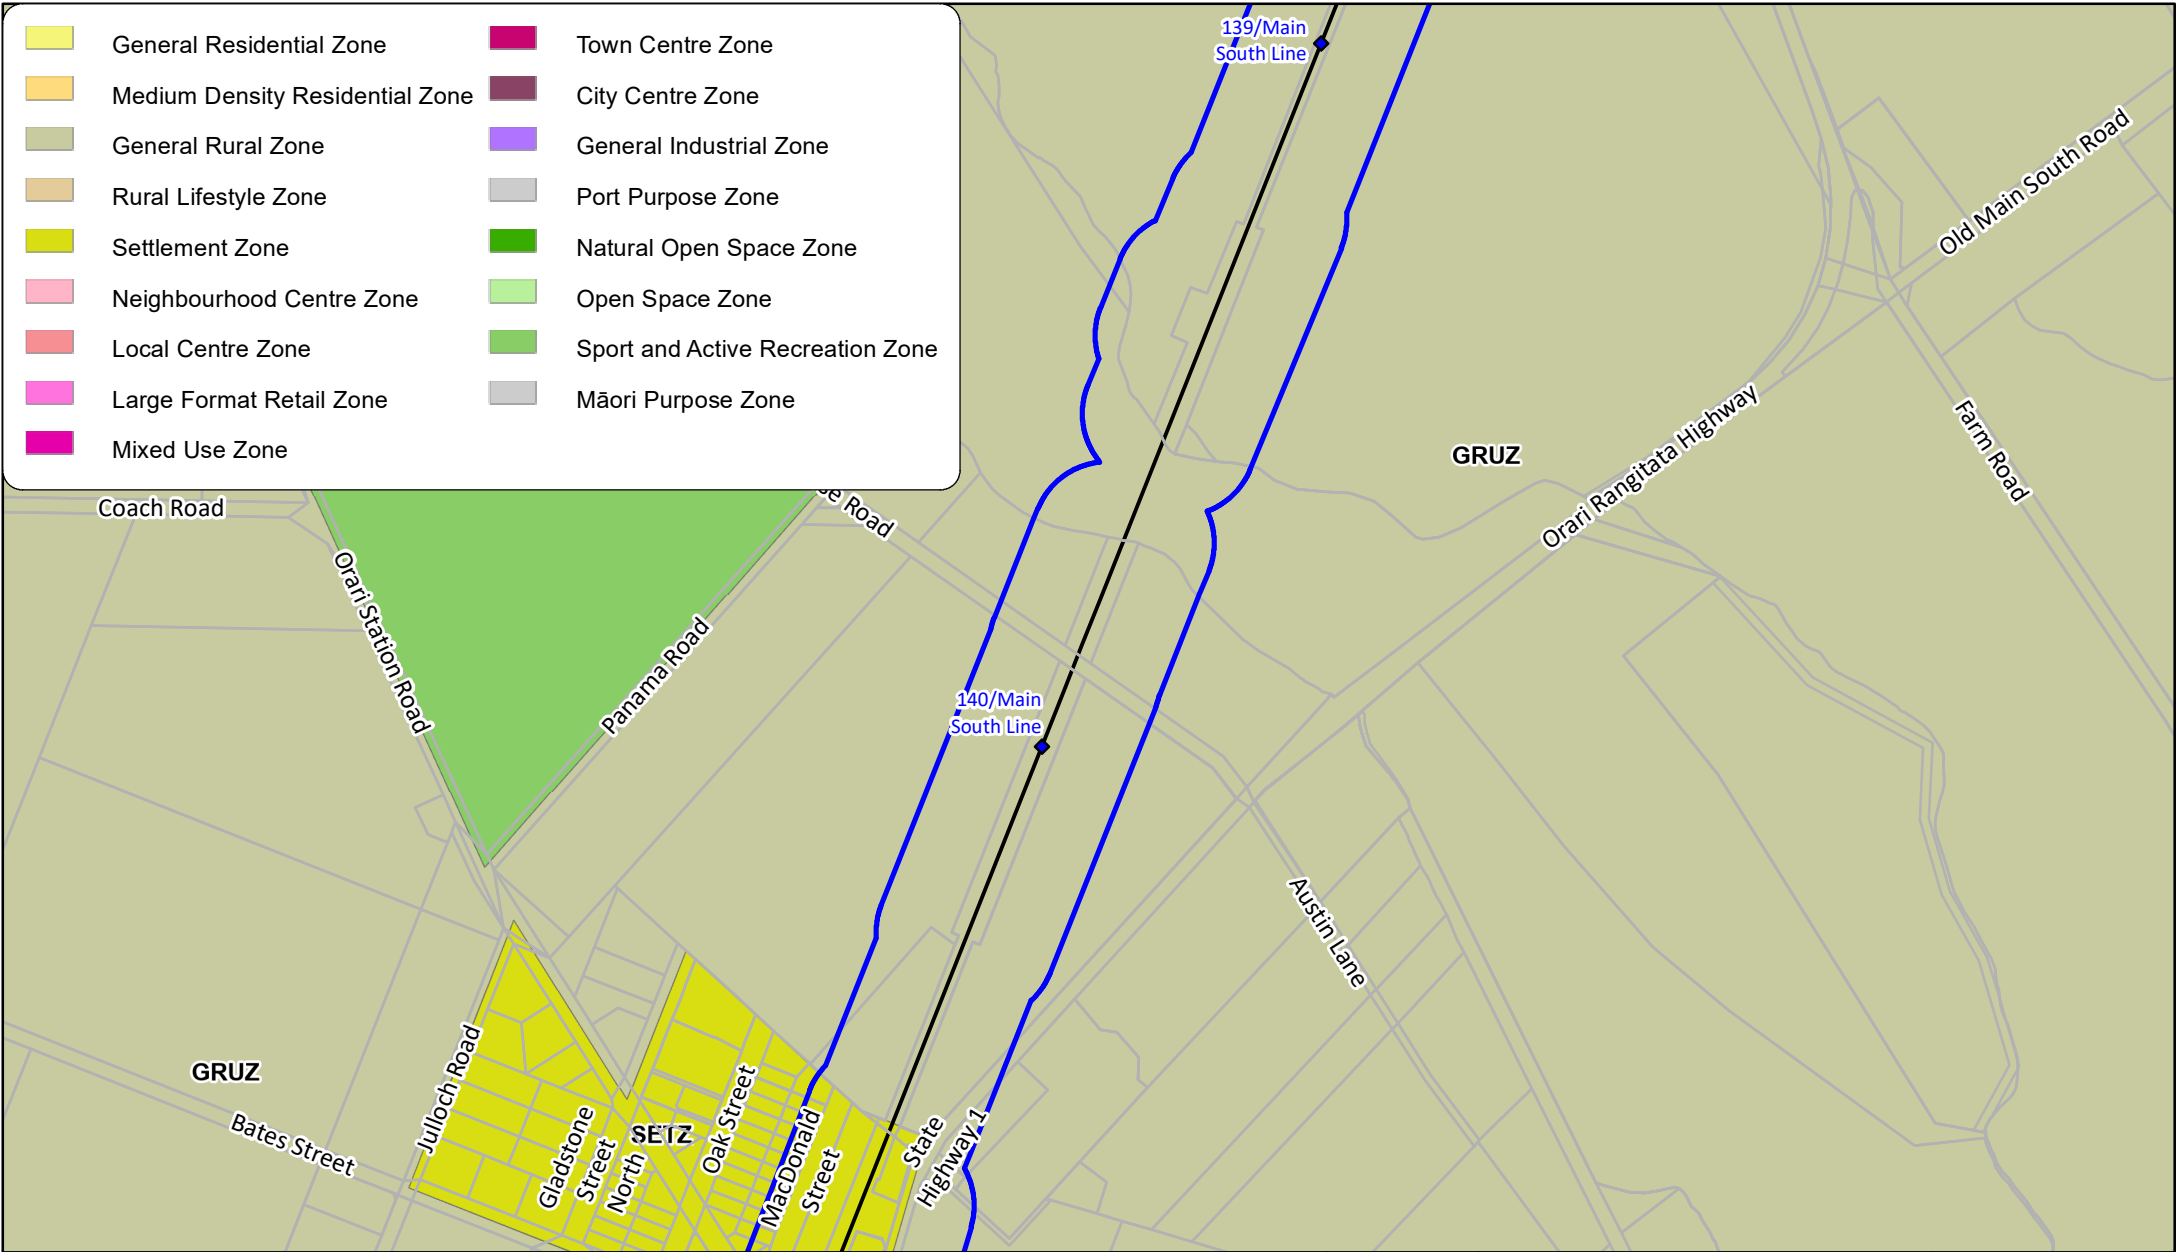 General Residential Zone
Medium Density Residential Zone
General Rural Zone
Rural Lifestyle Zone
Settlement Zone
Neighbourhood Centre Zone
Local Centre Zone
Large Format Retail Zone
Mixed Use Zone
Town Centre Zone
City Centre Zone
General Industrial Zone
Port Purpose Zone
Natural Open Space Zone
Open Space Zone
Sport and Active Recreation Zone
Māori Purpose Zone
139/Main
South Line
Old Main South Road
Farm Road
GRUZ
Orari Rangitata Highway
Coach Road
Road
Orari Station Road
Panama Road
140/Main
South Line
Austin Lane
GRUZ
Julloch Road
Bates Street
Gladstone
Street
North
SETZ
Oak Street
MacDonald
Street
State
Highway 1